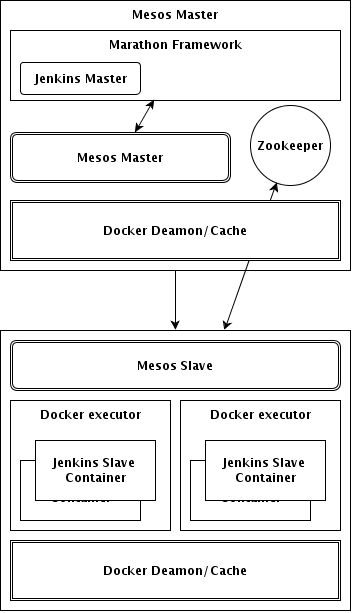 Mesos Master
Marathon Framework
Jenkins Master
Mesos Master
Zookeeper
Docker Deamon/Cache
Mesos Slave
Docker executor
Jenkins Slave
Container
Docker executor
Jenkins Slave
Container
Docker Deamon/Cache